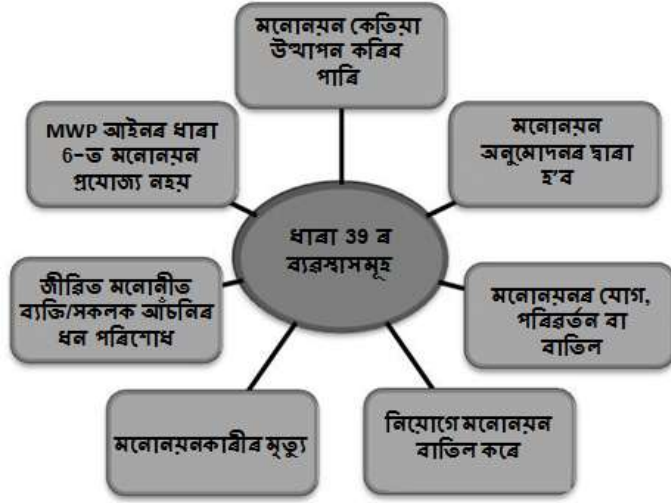 মনোনয়ন কেতিয়া
উত্থাপন কৰিব
পাৰি
MWP আইনৰ ধাৰা
6-ত মনোনয়ন
প্ৰযোজ্য নহয়
মনোনয়ন
অনুমোদনৰ দ্বাৰা
হ'ব
ধাৰা 39 ৰ
ব্যৱস্থাসমূহ
জীৱিত মনোনীত
ব্যক্তি/সকলক আঁচনিৰ
ধন পৰিশোধ
মনোনয়নৰ যোগ,
পৰিৱৰ্তন বা
বাতিল
মনোনয়নকাৰীৰ মৃত্যু
নিয়োগে মনোনয়ন
বাতিল কৰে